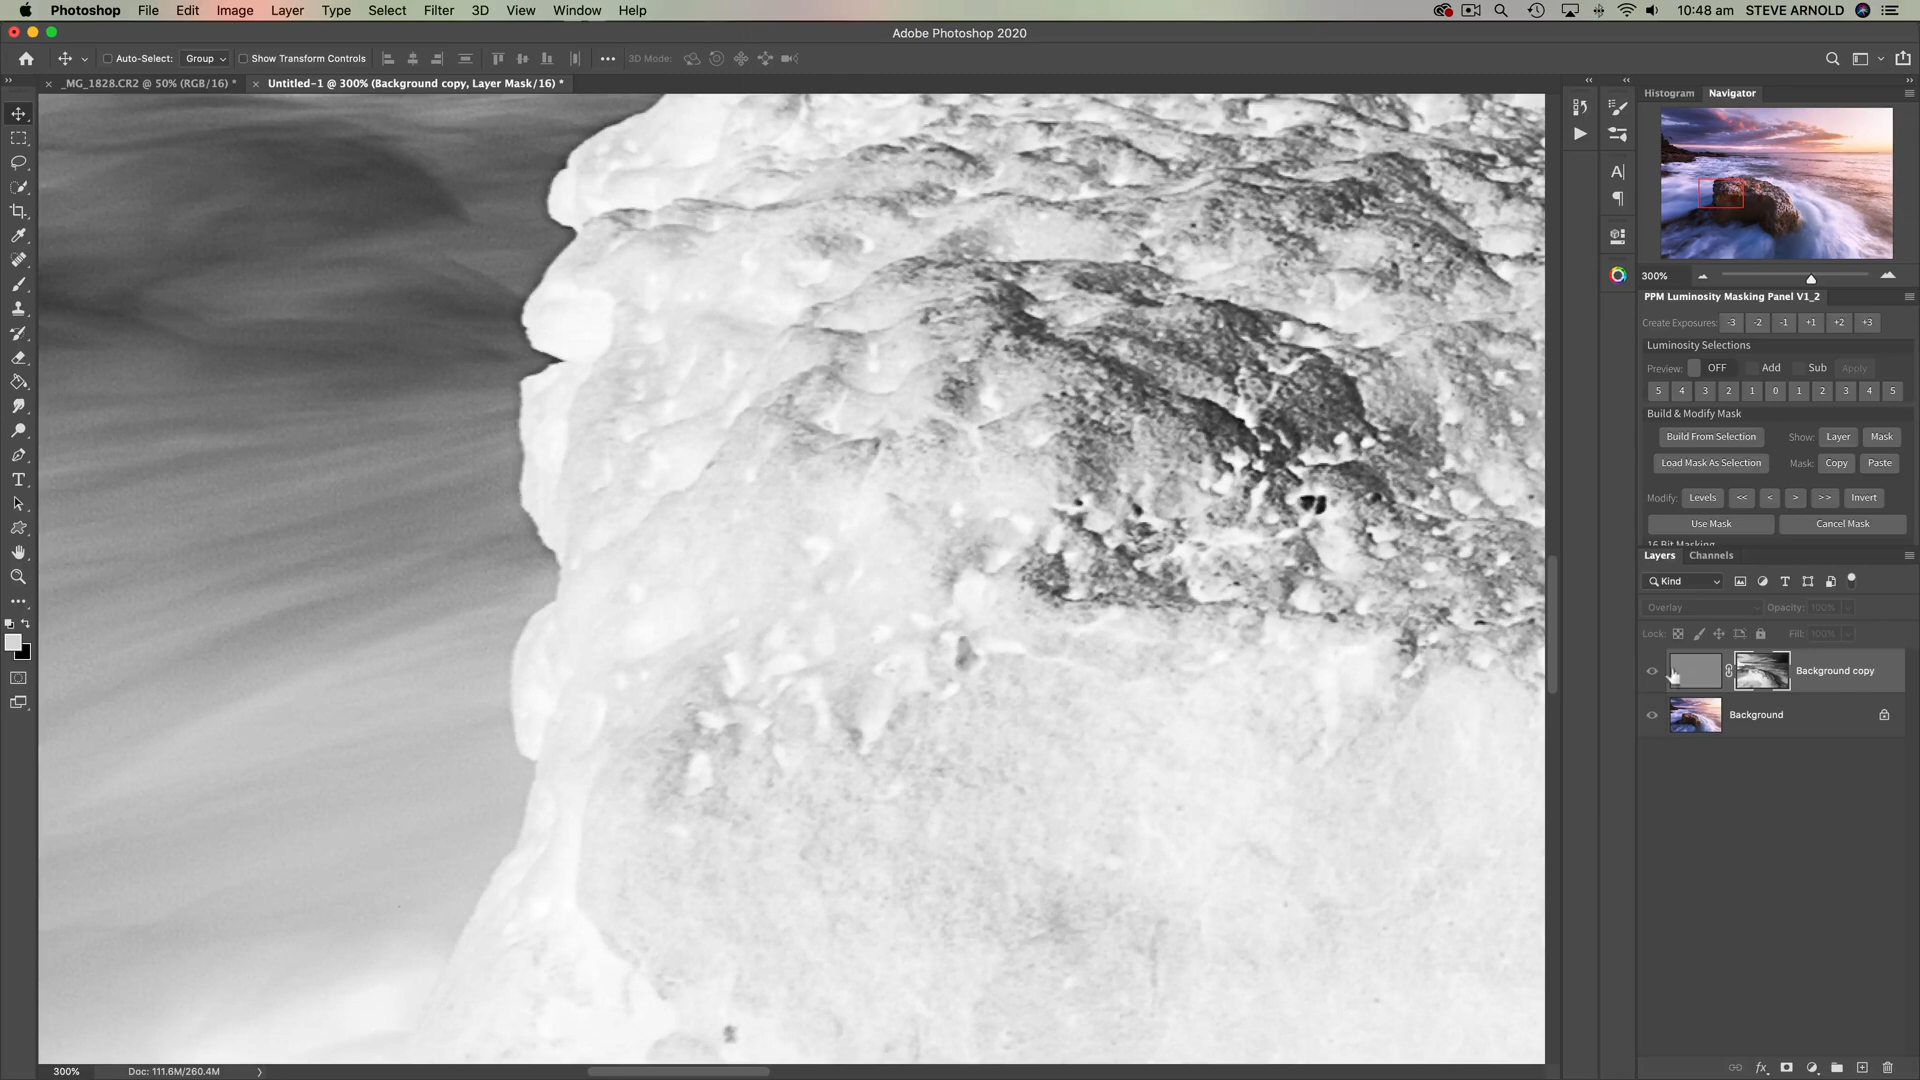 Photoshop File Edit Image Layer Type Select Filter 3D View Window Help 10:48 am STEVE ARNOLD
Adobe Photoshop 2020
Auto-Select: Group Show Transform Controls 3D Mode:
_MG_1828.CR2 @ 50% (RGB/16) * Untitled-1 @ 300% (Background copy, Layer Mask/16) *
Histogram Navigator
300%
PPM Luminosity Masking Panel V1_2
Create Exposures: -3 -2 -1 +1 +2 +3
Luminosity Selections
Preview: OFF Add Sub Apply
5 4 3 2 1 0 1 2 3 4 5
Build & Modify Mask
Build From Selection Show: Layer Mask
Load Mask As Selection Mask: Copy Paste
Modify: Levels << < > >> Invert
Use Mask Cancel Mask
16 Bit Masking
Layers Channels
Kind
Overlay Opacity: 100%
Lock: Fill: 100%
Background copy
Background
300% Doc: 111.6M/260.4M